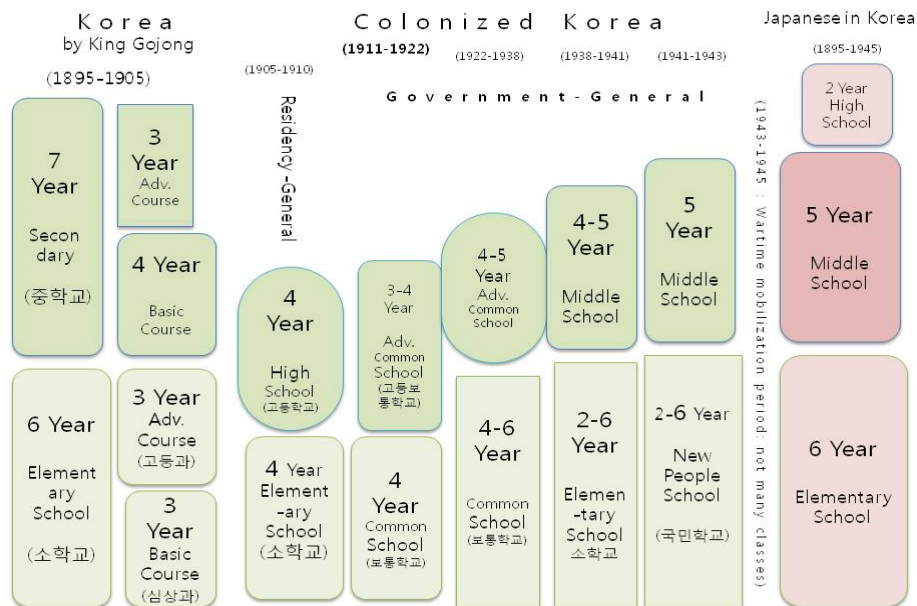 Korea
by King Gojong
(1895-1905)
7
Year
Secon
dary
(중학교)
3
Year
Adv.
Course
4 Year
Basic
Course
6 Year
Element
ary
School
(소학교)
3 Year
Adv.
Course
(고등과)
3
Year
Basic
Course
(심상과)
Colonized Korea
(1905-1910)
(1911-1922)
(1922-1938)
(1938-1941)
(1941-1943)
Government-General
Residency-General
4
Year
High
School
(고등학교)
4 Year
Element
-ary
School
(소학교)
3-4
Year
Adv.
Common
School
(고등보
통학교)
4
Year
Common
School
(보통학교)
4-5
Year
Adv.
Common
School
4-6
Year
Common
School
(보통학교)
4-5
Year
Middle
School
2-6
Year
Elemen
-tary
School
소학교
5
Year
Middle
School
2-6 Year
New
People
School
(국민학교)
(1943-1945 : Wartime mobilization period: not many classes)
Japanese in Korea
(1895-1945)
2 Year
High
School
5 Year
Middle
School
6 Year
Elementary
School